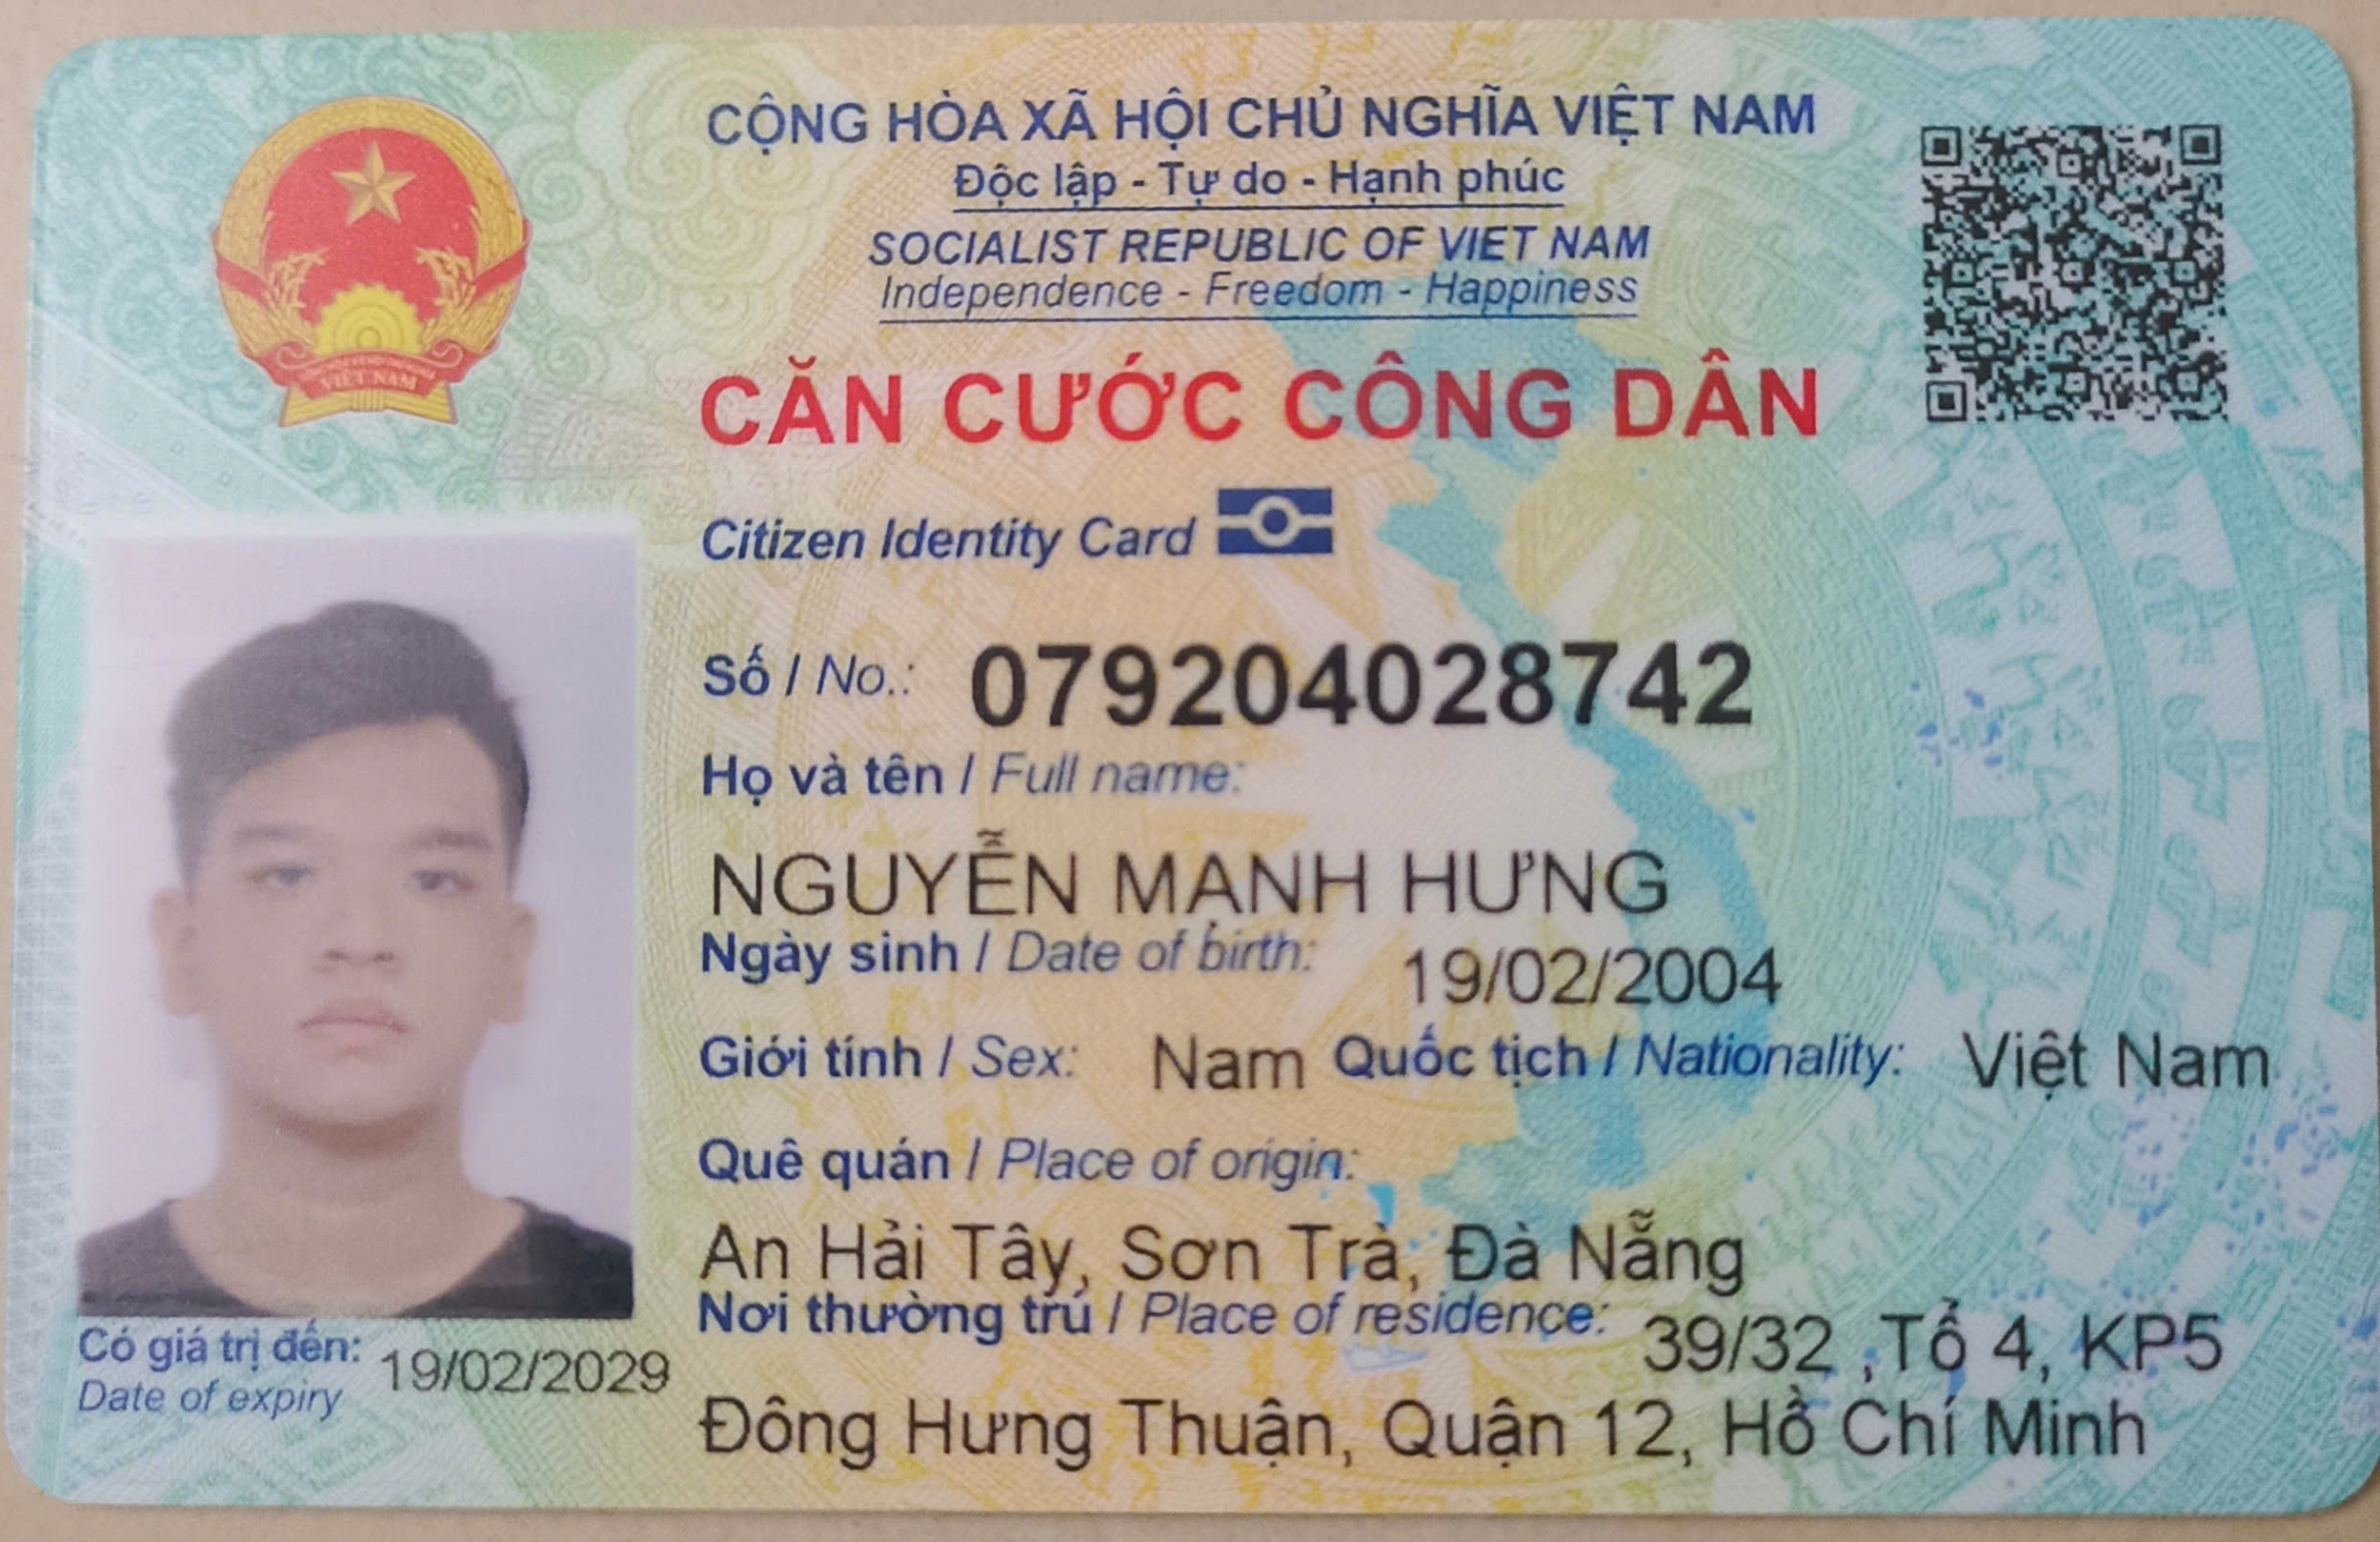 CỘNG HÒA XÃ HỘI CHỦ NGHĨA VIỆT NAM
Độc lập - Tự do - Hạnh phúc
SOCIALIST REPUBLIC OF VIET NAM
Independence - Freedom - Happiness
VIỆT NAM
CĂN CƯỚC CÔNG DÂN
Citizen Identity Card
Số / No.: 079204028742
Họ và tên / Full name:
NGUYỄN MẠNH HƯNG
Ngày sinh / Date of birth: 19/02/2004
Giới tính / Sex: Nam Quốc tịch / Nationality: Việt Nam
Quê quán / Place of origin:
An Hải Tây, Sơn Trà, Đà Nẵng
Nơi thường trú / Place of residence: 39/32 ,Tổ 4, KP5
Đông Hưng Thuận, Quận 12, Hồ Chí Minh
Có giá trị đến: 19/02/2029
Date of expiry